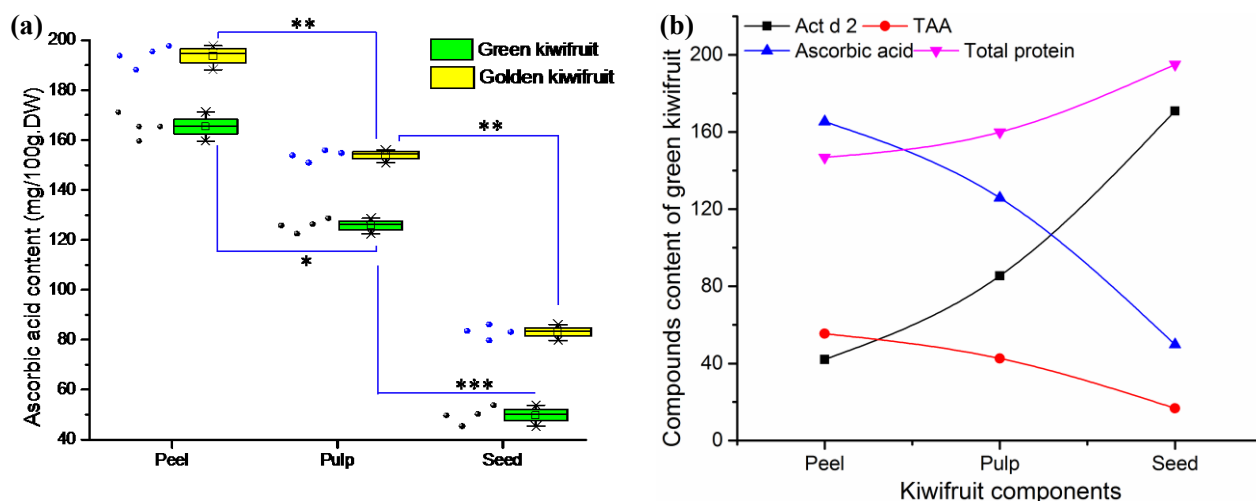 (a)
**
**
*
***
Green kiwifruit
Golden kiwifruit
Ascorbic acid content (mg/100g.DW)
200
180
160
140
120
100
80
60
50
40
Peel Pulp Seed
(b)
Act d 2 TAA
Ascorbic acid Total protein
Compounds content of green kiwifruit
200
160
120
80
40
0
Peel Pulp Seed
Kiwifruit components